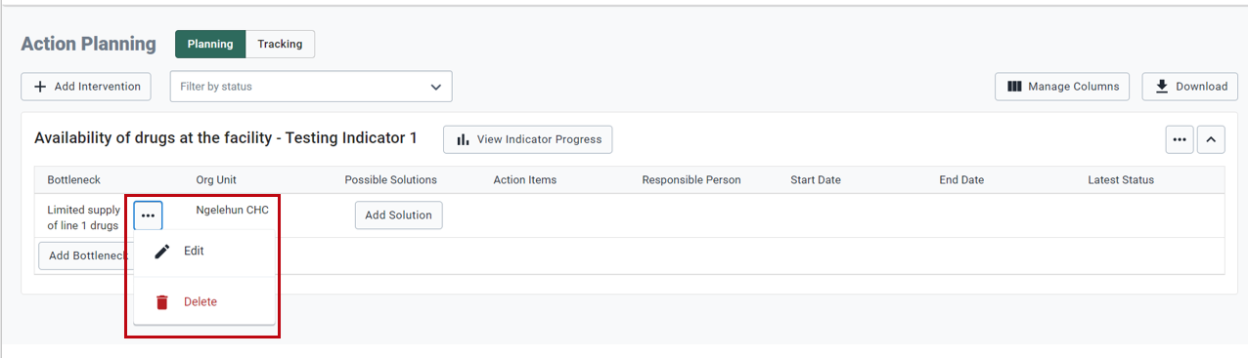 Action Planning Planning Tracking
+ Add Intervention Filter by status Manage Columns Download
Availability of drugs at the facility - Testing Indicator 1 View Indicator Progress
Bottleneck Org Unit Possible Solutions Action Items Responsible Person Start Date End Date Latest Status
Limited supply
of line 1 drugs
Ngelehun CHC Add Solution
Add Bottleneck
Edit
Delete